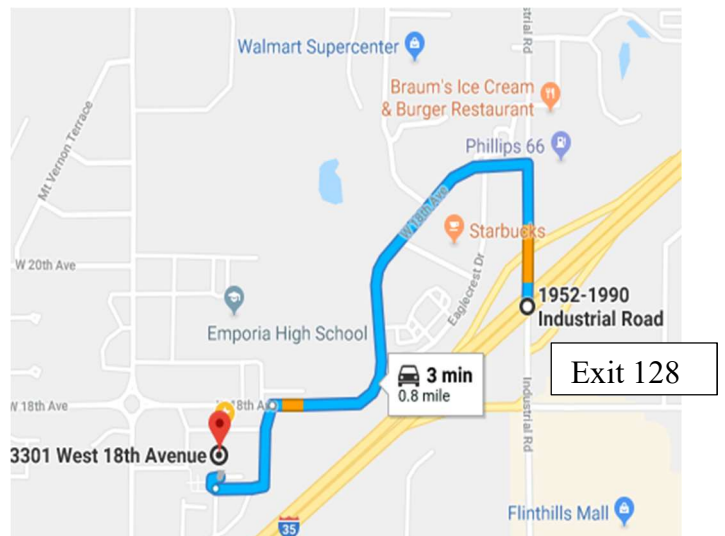 strial Rd
Walmart Supercenter
Braum's Ice Cream
& Burger Restaurant
Mt Vernon Terrace
Phillips 66
W 18th Ave
Starbucks
W 20th Ave
Eaglecrest Dr
1952-1990
Industrial Road
Emporia High School
Exit 128
3 min
0.8 mile
Industrial Rd
W 18th Ave
18th A
3301 West 18th Avenue
Flinthills Mall
35